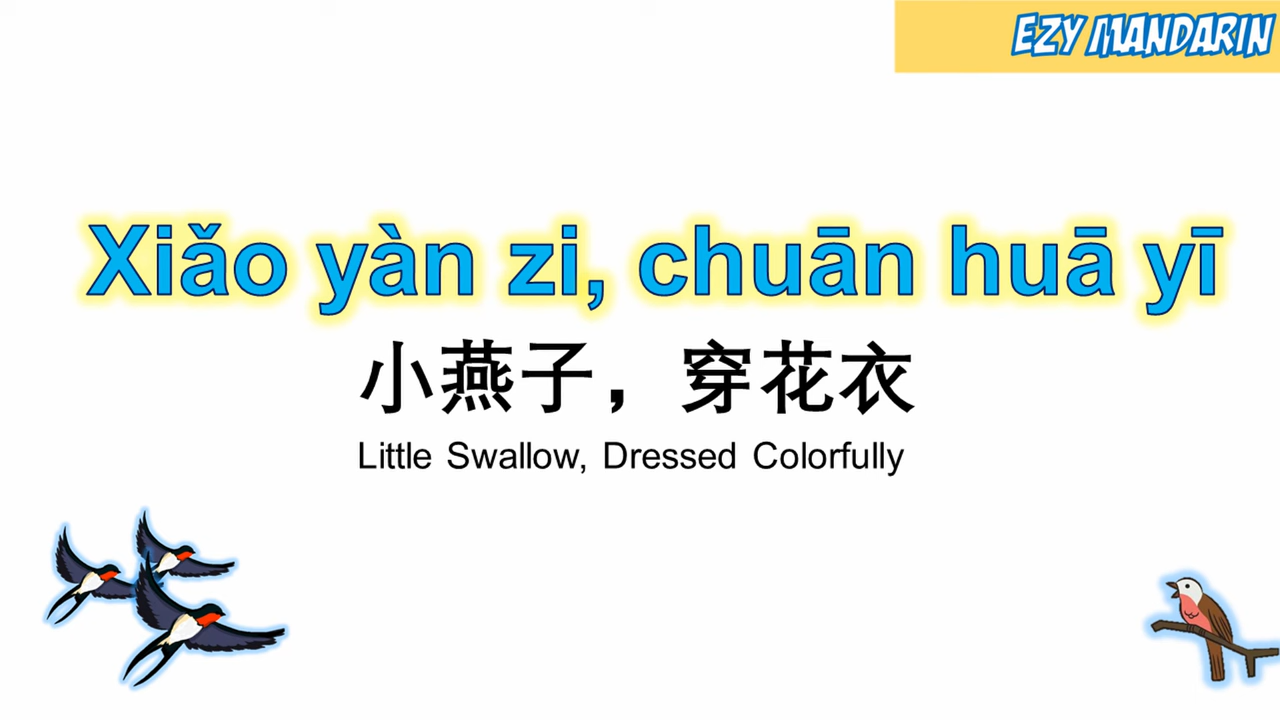 EZY MANDARIN
Xiǎo yàn zi, chuān huā yī
小燕子，穿花衣
Little Swallow, Dressed Colorfully